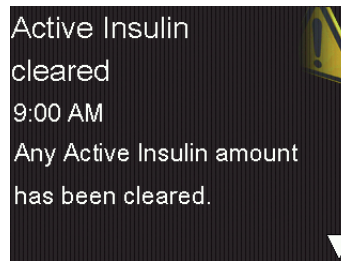 Active Insulin
cleared
9:00 AM
Any Active Insulin amount
has been cleared.